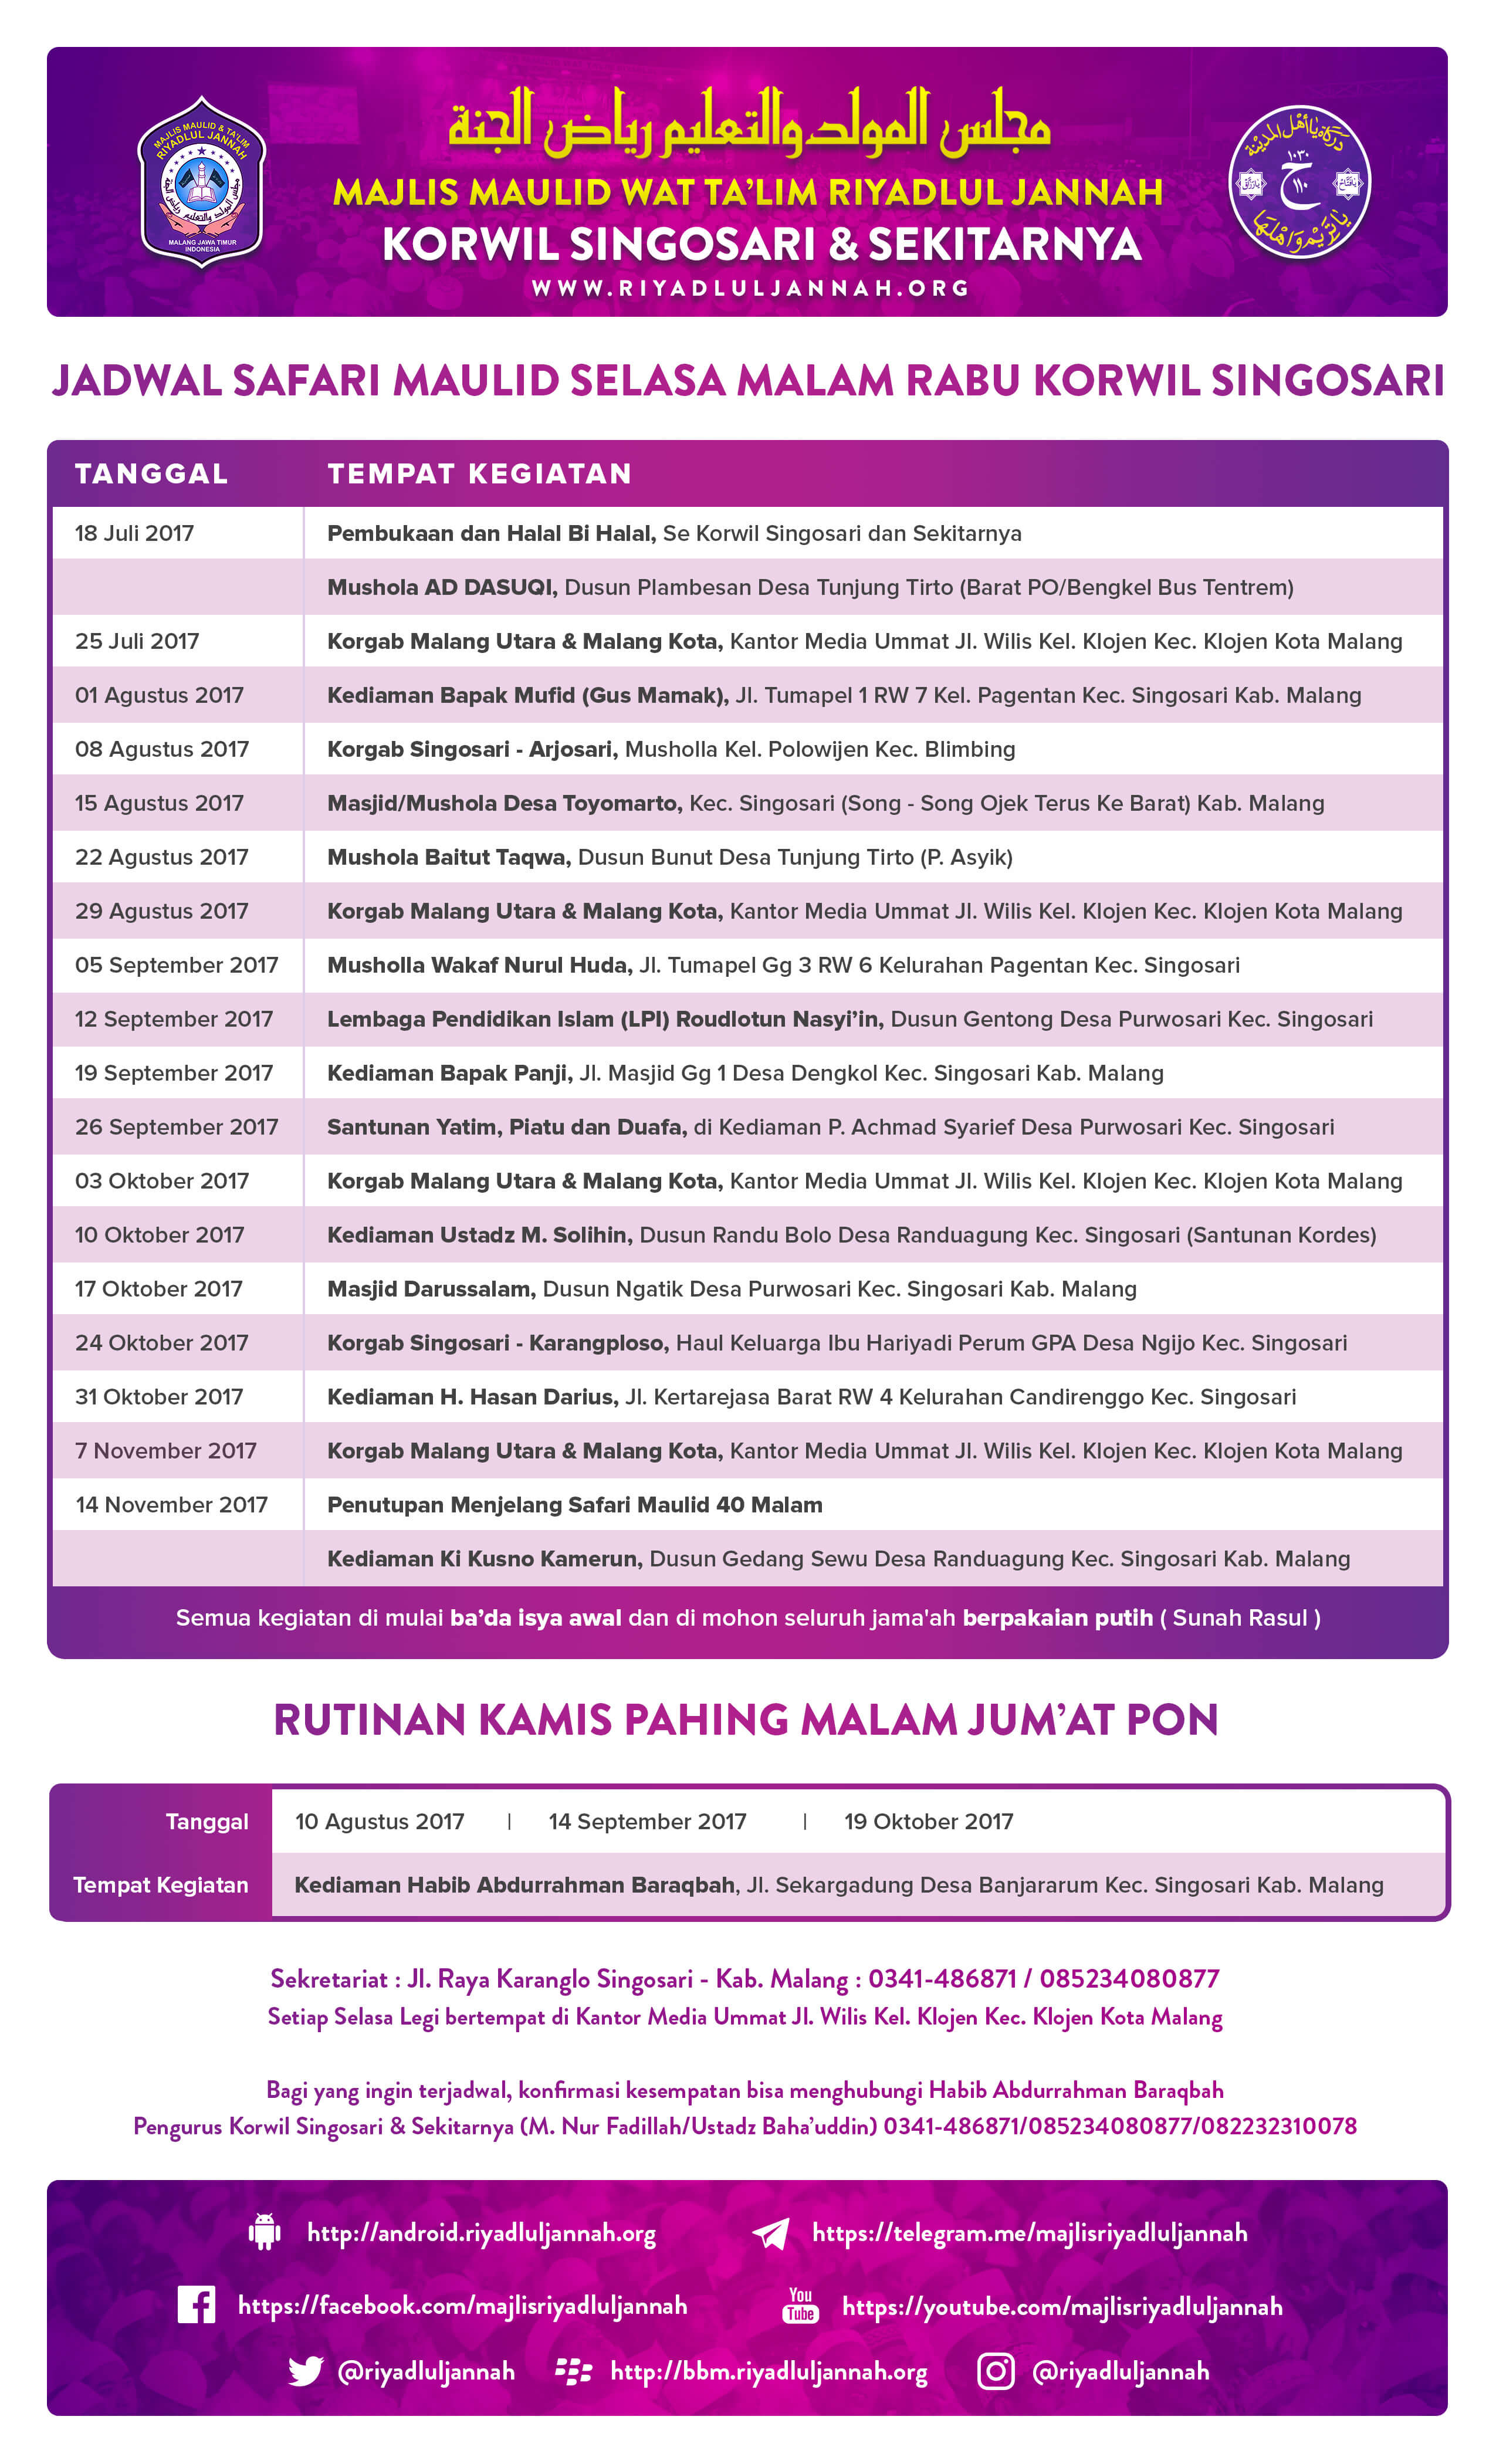 مجلس المولد والتعليم رياض الجنة
MAJLIS MAULID & TA'LIM
RIYADLUL JANNAH
مجلس المولد والتعليم رياض الجنة
MALANG JAWA TIMUR
INDONESIA
MAJLIS MAULID WAT TA’LIM RIYADLUL JANNAH
KORWIL SINGOSARI & SEKITARNYA
WWW.RIYADLULJANNAH.ORG
١٠٣٠
ح
١١٠
JADWAL SAFARI MAULID SELASA MALAM RABU KORWIL SINGOSARI
TANGGAL TEMPAT KEGIATAN
18 Juli 2017 Pembukaan dan Halal Bi Halal, Se Korwil Singosari dan Sekitarnya
Mushola AD DASUQI, Dusun Plambesan Desa Tunjung Tirto (Barat PO/Bengkel Bus Tentrem)
25 Juli 2017 Korgab Malang Utara & Malang Kota, Kantor Media Ummat Jl. Wilis Kel. Klojen Kec. Klojen Kota Malang
01 Agustus 2017 Kediaman Bapak Mufid (Gus Mamak), Jl. Tumapel 1 RW 7 Kel. Pagentan Kec. Singosari Kab. Malang
08 Agustus 2017 Korgab Singosari - Arjosari, Musholla Kel. Polowijen Kec. Blimbing
15 Agustus 2017 Masjid/Mushola Desa Toyomarto, Kec. Singosari (Song - Song Ojek Terus Ke Barat) Kab. Malang
22 Agustus 2017 Mushola Baitut Taqwa, Dusun Bunut Desa Tunjung Tirto (P. Asyik)
29 Agustus 2017 Korgab Malang Utara & Malang Kota, Kantor Media Ummat Jl. Wilis Kel. Klojen Kec. Klojen Kota Malang
05 September 2017 Musholla Wakaf Nurul Huda, Jl. Tumapel Gg 3 RW 6 Kelurahan Pagentan Kec. Singosari
12 September 2017 Lembaga Pendidikan Islam (LPI) Roudlotun Nasyi’in, Dusun Gentong Desa Purwosari Kec. Singosari
19 September 2017 Kediaman Bapak Panji, Jl. Masjid Gg 1 Desa Dengkol Kec. Singosari Kab. Malang
26 September 2017 Santunan Yatim, Piatu dan Duafa, di Kediaman P. Achmad Syarief Desa Purwosari Kec. Singosari
03 Oktober 2017 Korgab Malang Utara & Malang Kota, Kantor Media Ummat Jl. Wilis Kel. Klojen Kec. Klojen Kota Malang
10 Oktober 2017 Kediaman Ustadz M. Solihin, Dusun Randu Bolo Desa Randuagung Kec. Singosari (Santunan Kordes)
17 Oktober 2017 Masjid Darussalam, Dusun Ngatik Desa Purwosari Kec. Singosari Kab. Malang
24 Oktober 2017 Korgab Singosari - Karangploso, Haul Keluarga Ibu Hariyadi Perum GPA Desa Ngijo Kec. Singosari
31 Oktober 2017 Kediaman H. Hasan Darius, Jl. Kertarejasa Barat RW 4 Kelurahan Candirenggo Kec. Singosari
7 November 2017 Korgab Malang Utara & Malang Kota, Kantor Media Ummat Jl. Wilis Kel. Klojen Kec. Klojen Kota Malang
14 November 2017 Penutupan Menjelang Safari Maulid 40 Malam
Kediaman Ki Kusno Kamerun, Dusun Gedang Sewu Desa Randuagung Kec. Singosari Kab. Malang
Semua kegiatan di mulai ba’da isya awal dan di mohon seluruh jama'ah berpakaian putih ( Sunah Rasul )
RUTINAN KAMIS PAHING MALAM JUM’AT PON
Tanggal 10 Agustus 2017 | 14 September 2017 | 19 Oktober 2017
Tempat Kegiatan Kediaman Habib Abdurrahman Baraqbah, Jl. Sekargadung Desa Banjararum Kec. Singosari Kab. Malang
Sekretariat : Jl. Raya Karanglo Singosari - Kab. Malang : 0341-486871 / 085234080877
Setiap Selasa Legi bertempat di Kantor Media Ummat Jl. Wilis Kel. Klojen Kec. Klojen Kota Malang
Bagi yang ingin terjadwal, konfirmasi kesempatan bisa menghubungi Habib Abdurrahman Baraqbah
Pengurus Korwil Singosari & Sekitarnya (M. Nur Fadillah/Ustadz Baha’uddin) 0341-486871/085234080877/082232310078
http://android.riyadluljannah.org https://telegram.me/majlisriyadluljannah
https://facebook.com/majlisriyadluljannah You Tube https://youtube.com/majlisriyadluljannah
@riyadluljannah http://bbm.riyadluljannah.org @riyadluljannah